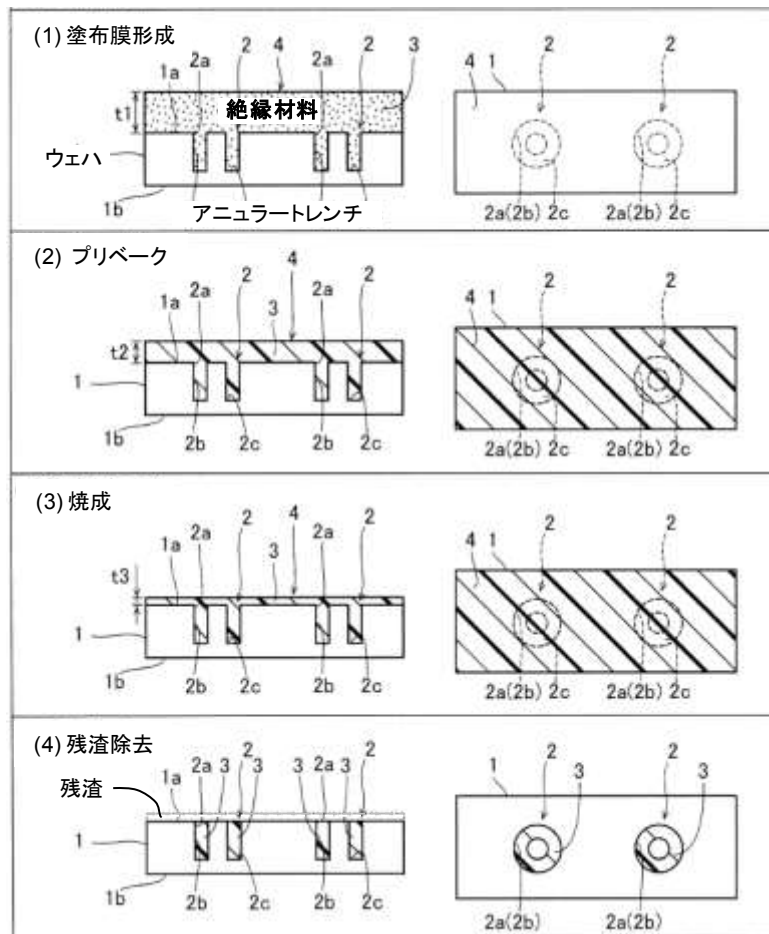 (1) 塗布膜形成
1a 2a 2 4 2a 2 3
t1 絶縁材料
ウェハ
1b アニュラートレンチ
4 1 2 2
2a(2b) 2c 2a(2b) 2c
(2) プリベーク
1a 2a 2 3 4 2a 2
t2
1
1b 2b 2c 2b 2c
4 1 2 2
2a(2b) 2c 2a(2b) 2c
(3) 焼成
1a 2a 2 3 4 2a 2
t3
1
1b 2b 2c 2b 2c
4 1 2 2
2a(2b) 2c 2a(2b) 2c
(4) 残渣除去
残渣 1a 2a 3 2 3 3 2a 3 2
1
1b 2b 2c 2b 2c
1 2 3 2 3
2a(2b) 2a(2b)